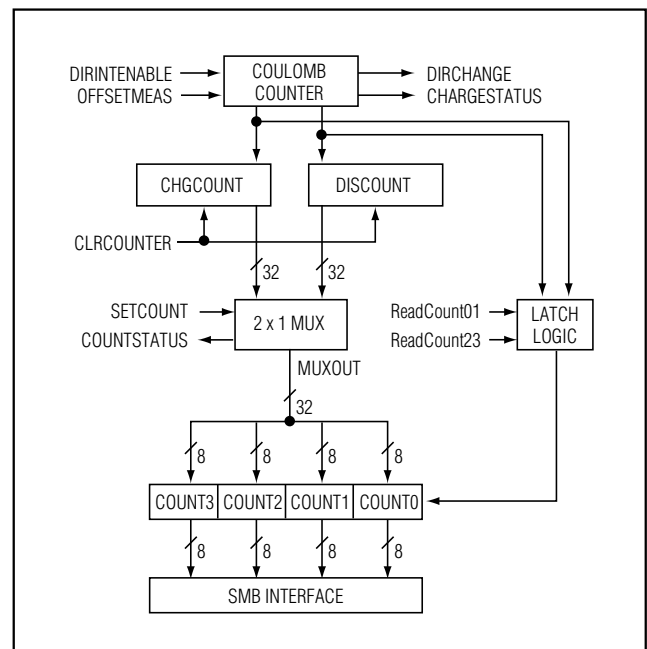 DIRINTENABLE
OFFSETMEAS
COULOMB
COUNTER
DIRCHANGE
CHARGESTATUS
CHGCOUNT
DISCOUNT
CLRCOUNTER
32
32
SETCOUNT
COUNTSTATUS
2 x 1 MUX
ReadCount01
ReadCount23
LATCH
LOGIC
MUXOUT
32
8
8
8
8
COUNT3
COUNT2
COUNT1
COUNT0
8
8
8
8
SMB INTERFACE